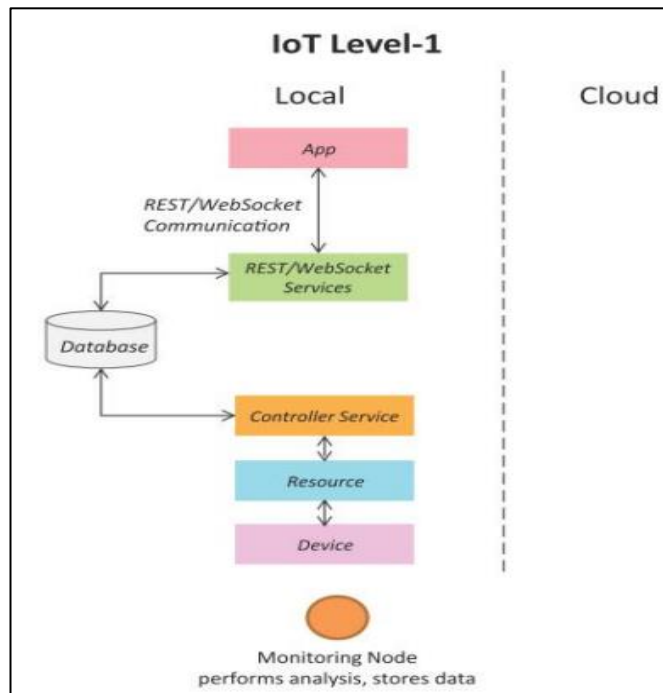 IoT Level-1
Local
Cloud
App
REST/WebSocket
Communication
REST/WebSocket
Services
Database
Controller Service
Resource
Device
Monitoring Node
performs analysis, stores data